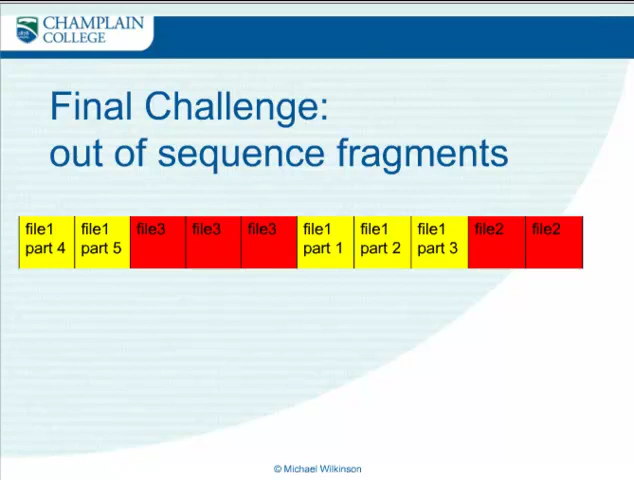 CHAMPLAIN
COLLEGE
Final Challenge:
out of sequence fragments
file1 file1 file3 file3 file3 file1 file1 file1 file2 file2
part 4 part 5 part 1 part 2 part 3
© Michael Wilkinson